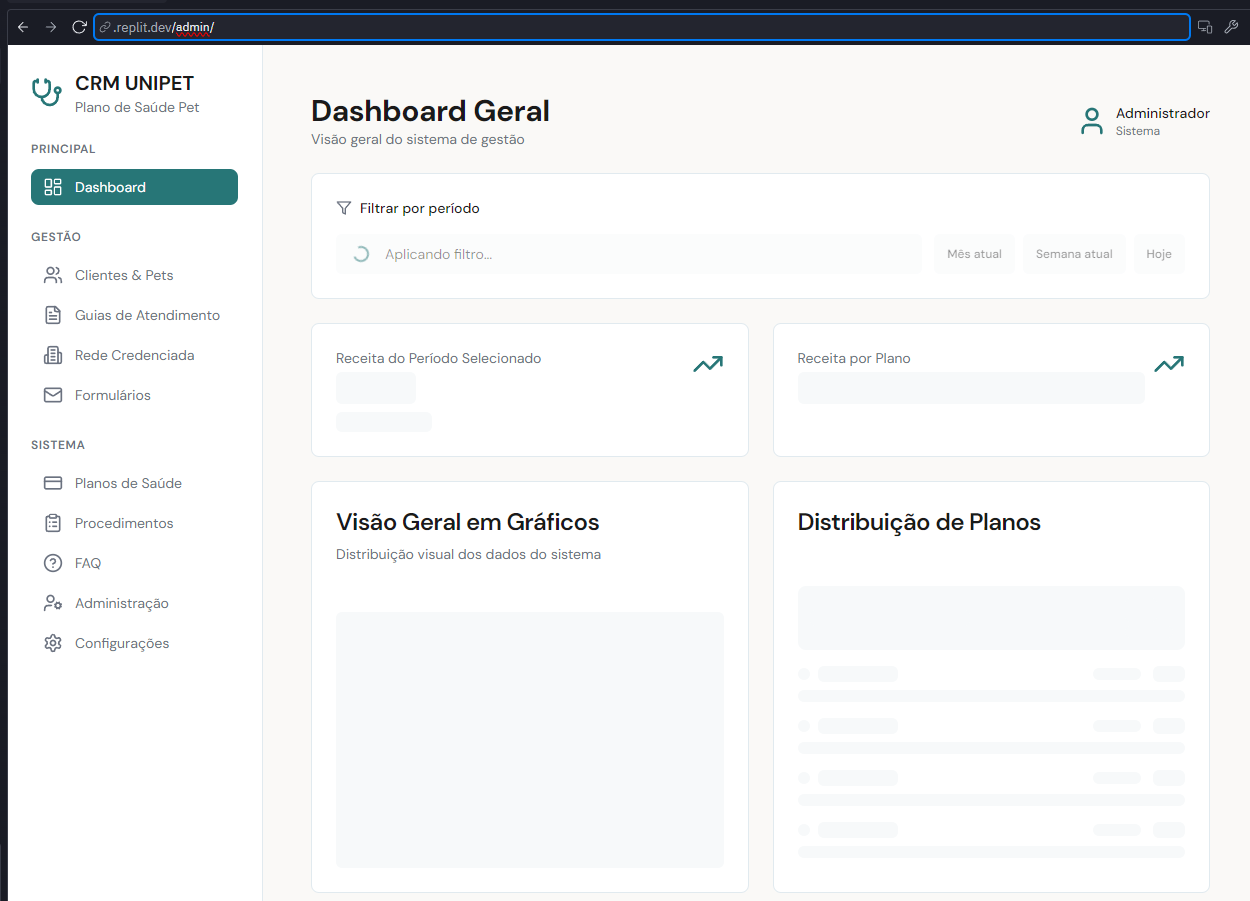 .replit.dev/admin/
CRM UNIPET
Plano de Saúde Pet
PRINCIPAL
Dashboard
GESTÃO
Clientes & Pets
Guias de Atendimento
Rede Credenciada
Formulários
SISTEMA
Planos de Saúde
Procedimentos
FAQ
Administração
Configurações
Dashboard Geral
Visão geral do sistema de gestão
Administrador
Sistema
Filtrar por período
Aplicando filtro...
Mês atual
Semana atual
Hoje
Receita do Período Selecionado
Receita por Plano
Visão Geral em Gráficos
Distribuição visual dos dados do sistema
Distribuição de Planos